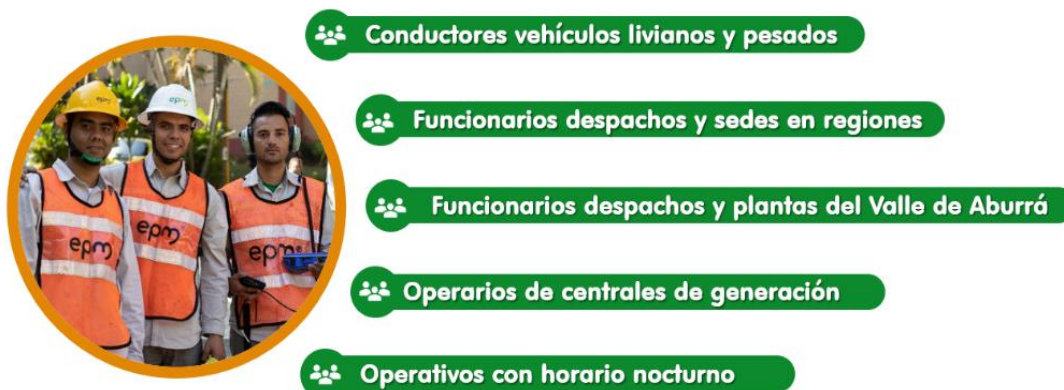 Conductores vehículos livianos y pesados
Funcionarios despachos y sedes en regiones
Funcionarios despachos y plantas del Valle de Aburrá
Operarios de centrales de generación
Operativos con horario nocturno
epm
epm
epm
epm
epm